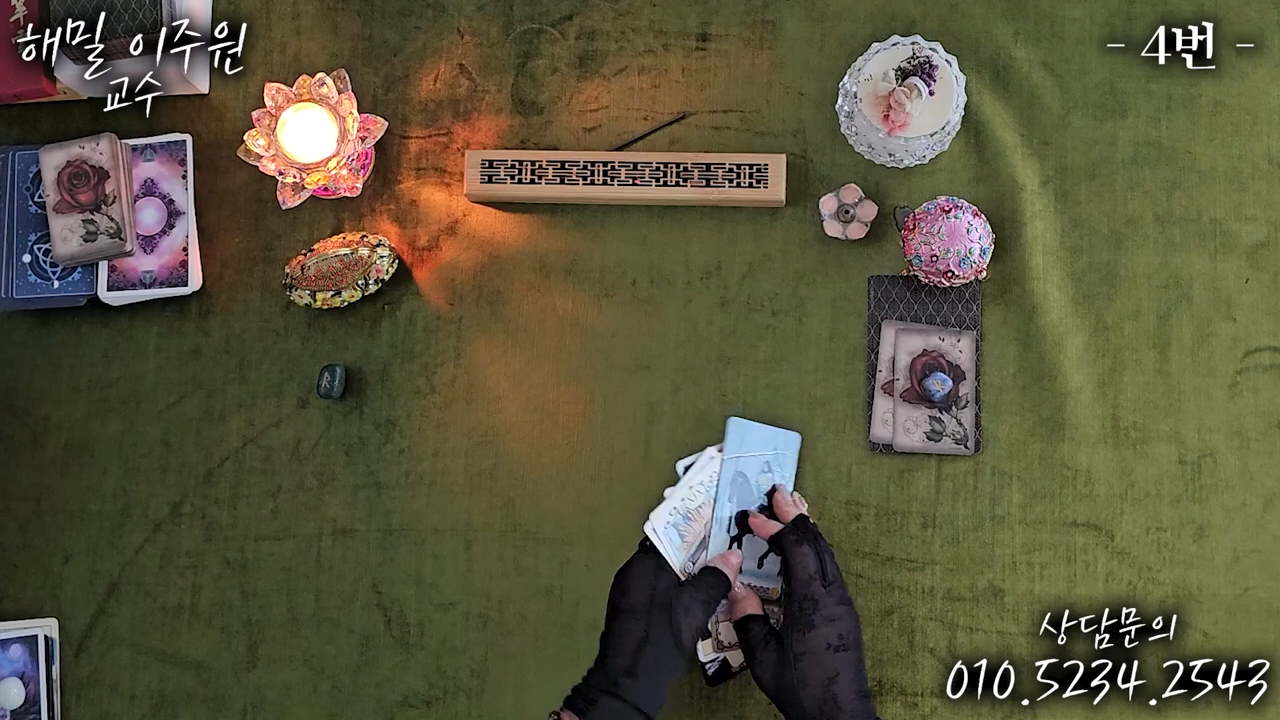 해밀 이주원
교수
- 4번 -
상담문의
010.5234.2543